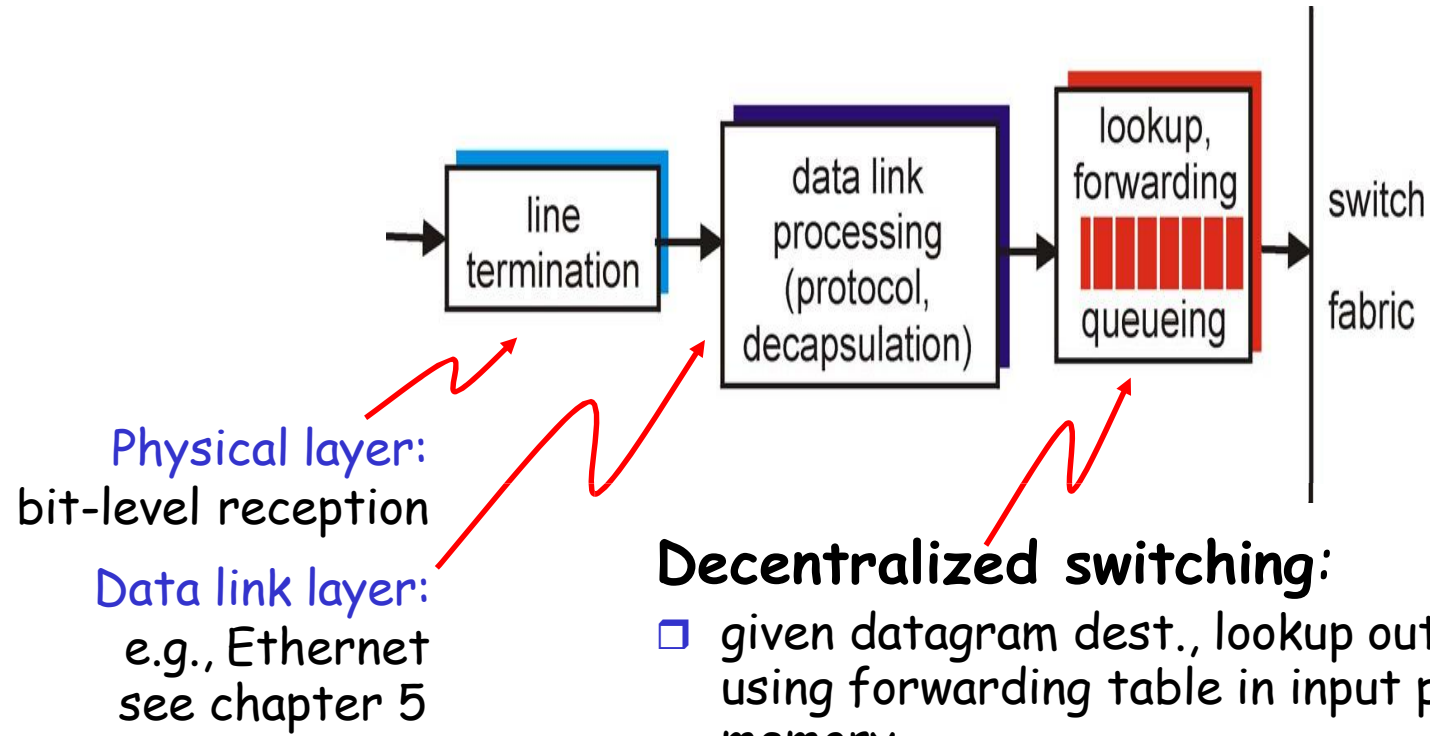 line
termination
data link
processing
(protocol,
decapsulation)
lookup,
forwarding
queueing
switch
fabric
Physical layer:
bit-level reception
Data link layer:
e.g., Ethernet
see chapter 5
Decentralized switching:
given datagram dest., lookup
using forwarding table in input